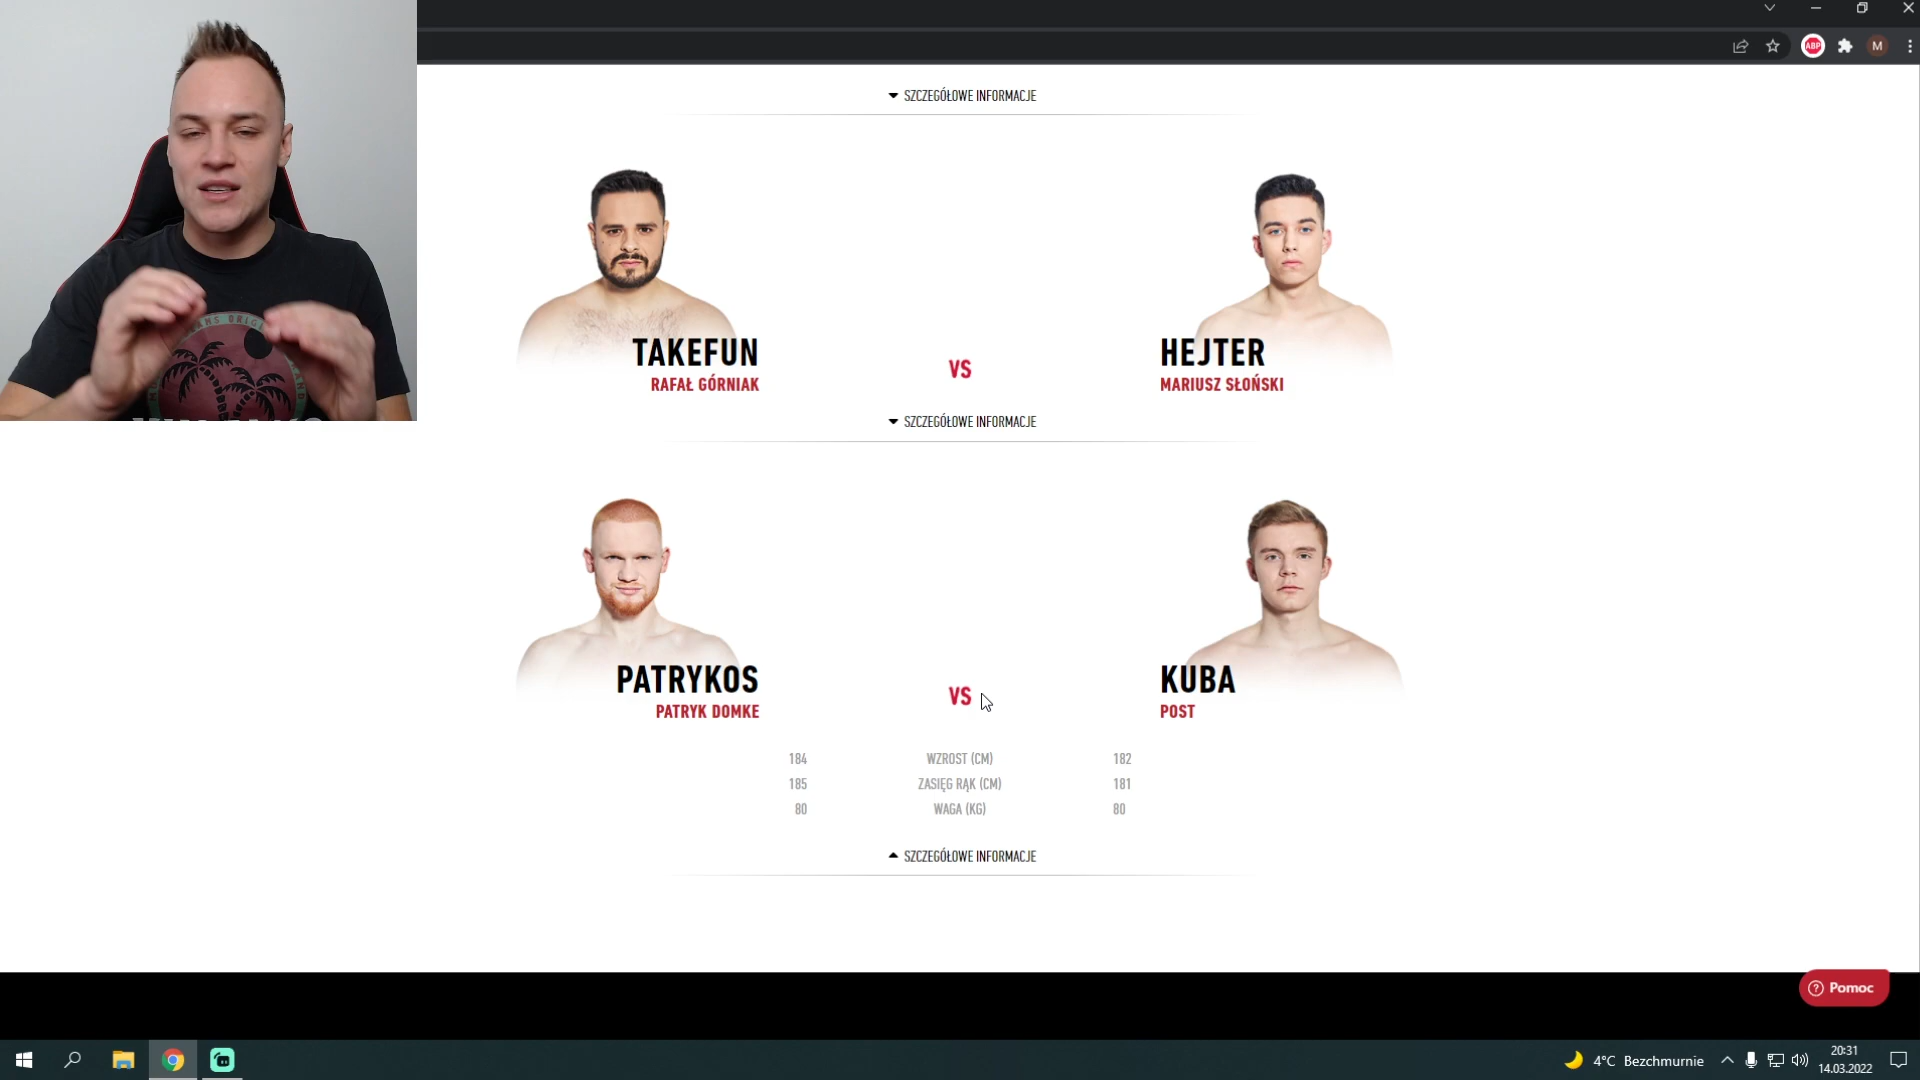 ABP
M
SZCZEGÓŁOWE INFORMACJE
TAKEFUN
RAFAŁ GÓRNIAK
VS
HEJTER
MARIUSZ SŁOŃSKI
SZCZEGÓŁOWE INFORMACJE
PATRYKOS
PATRYK DOMKE
VS
KUBA
POST
184 WZROST (CM) 182
185 ZASIĘG RĄK (CM) 181
80 WAGA (KG) 80
SZCZEGÓŁOWE INFORMACJE
Pomoc
4°C Bezchmurnie
20:31
14.03.2022